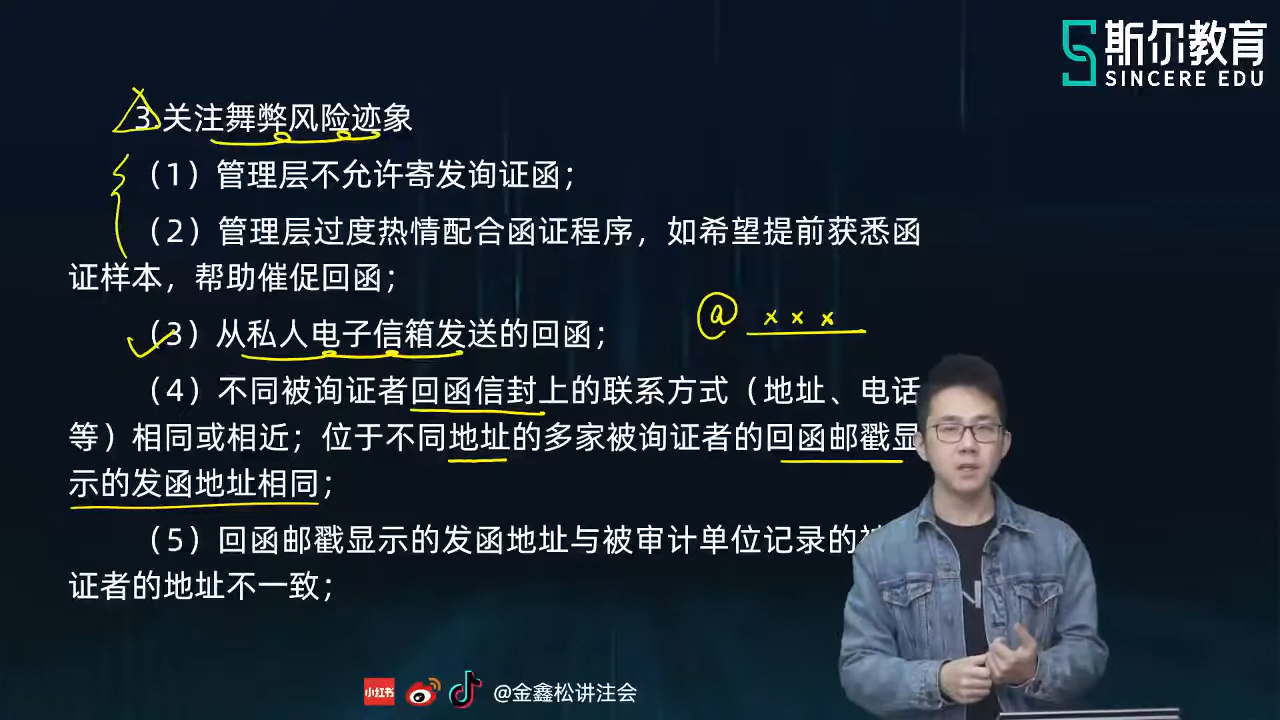 斯尔教育
SINCERE EDU
3.关注舞弊风险迹象
（1）管理层不允许寄发询证函；
（2）管理层过度热情配合函证程序，如希望提前获悉函
证样本，帮助催促回函；
@ x x x
（3）从私人电子信箱发送的回函；
（4）不同被询证者回函信封上的联系方式（地址、电话
等）相同或相近；位于不同地址的多家被询证者的回函邮戳显
示的发函地址相同；
（5）回函邮戳显示的发函地址与被审计单位记录的
证者的地址不一致；
小红书
@金鑫松讲注会